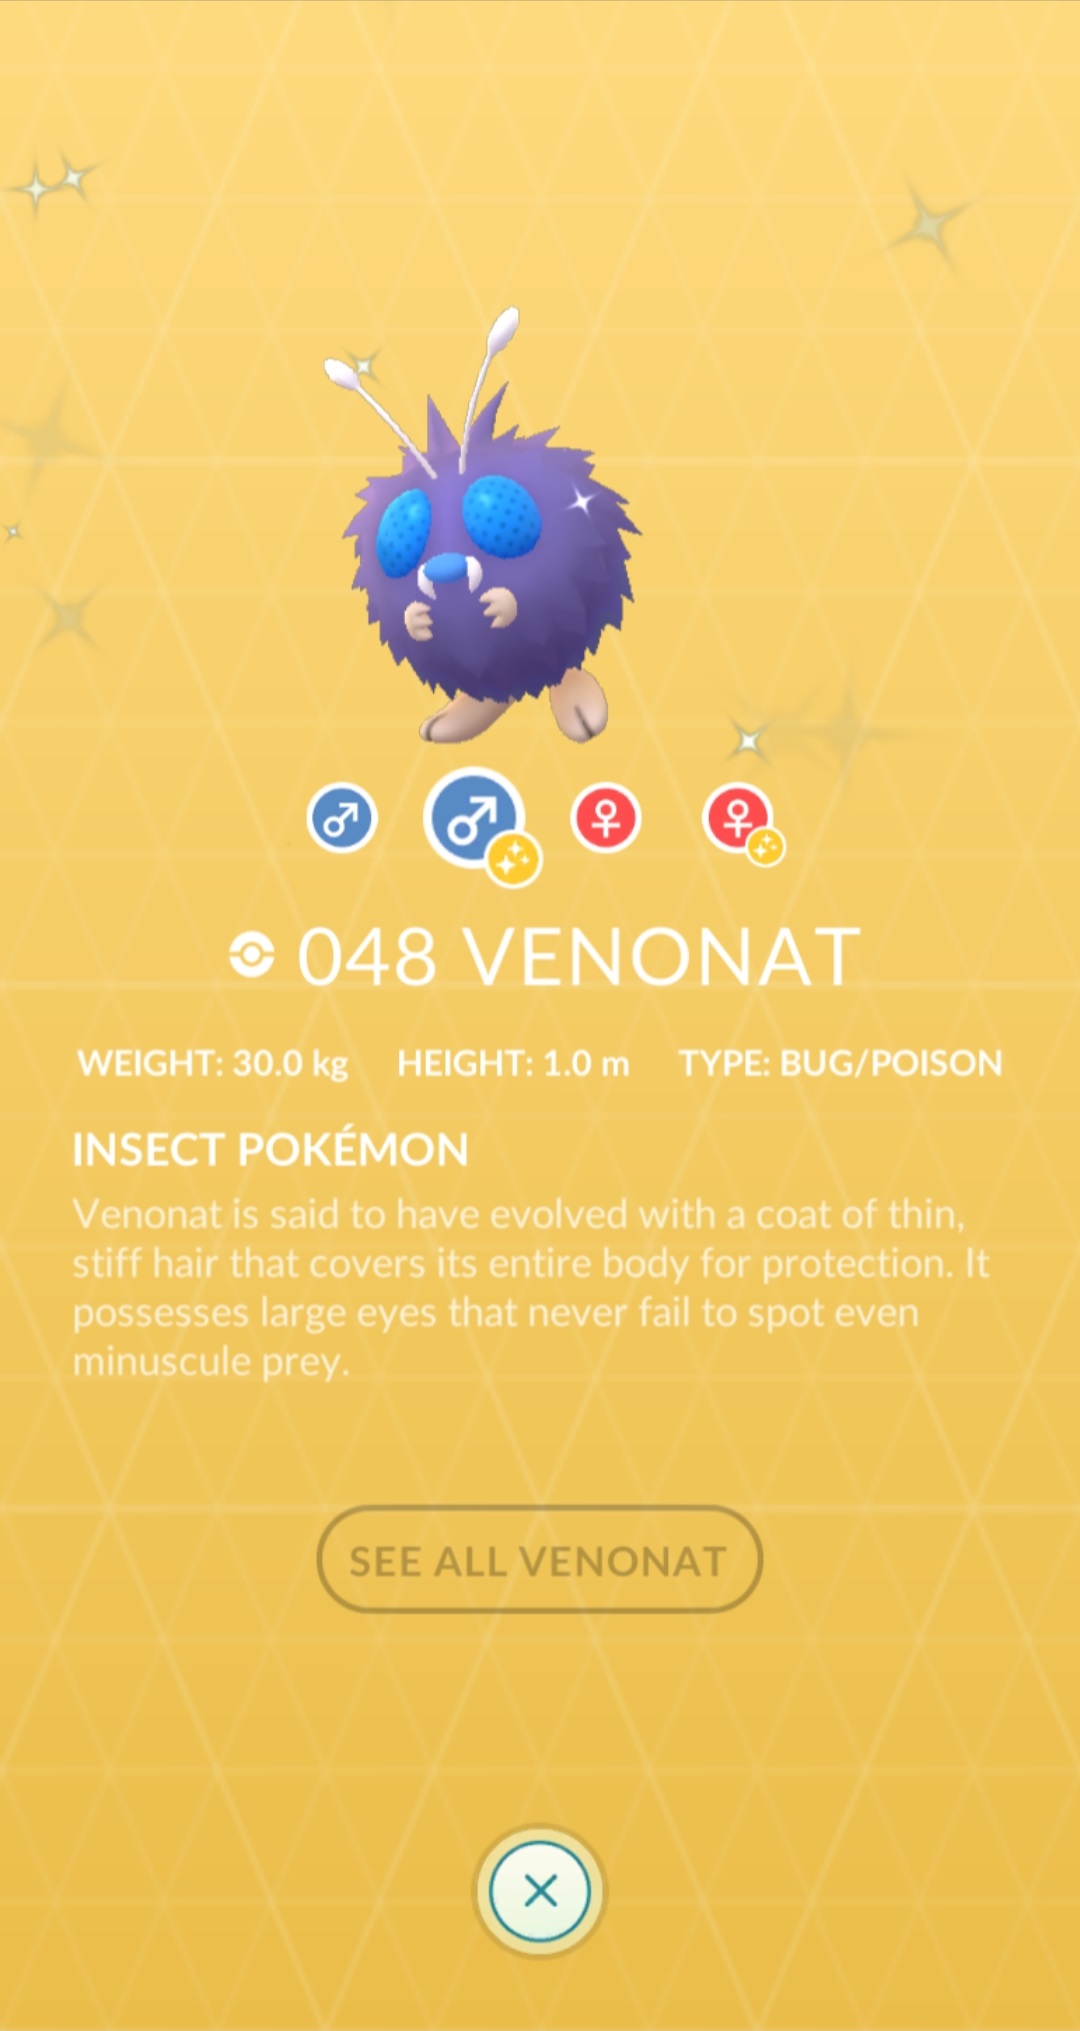 048 VENONAT
WEIGHT: 30.0 kg HEIGHT: 1.0 m TYPE: BUG/POISON
INSECT POKÉMON
Venonat is said to have evolved with a coat of thin,
stiff hair that covers its entire body for protection. It
possesses large eyes that never fail to spot even
minuscule prey.
SEE ALL VENONAT